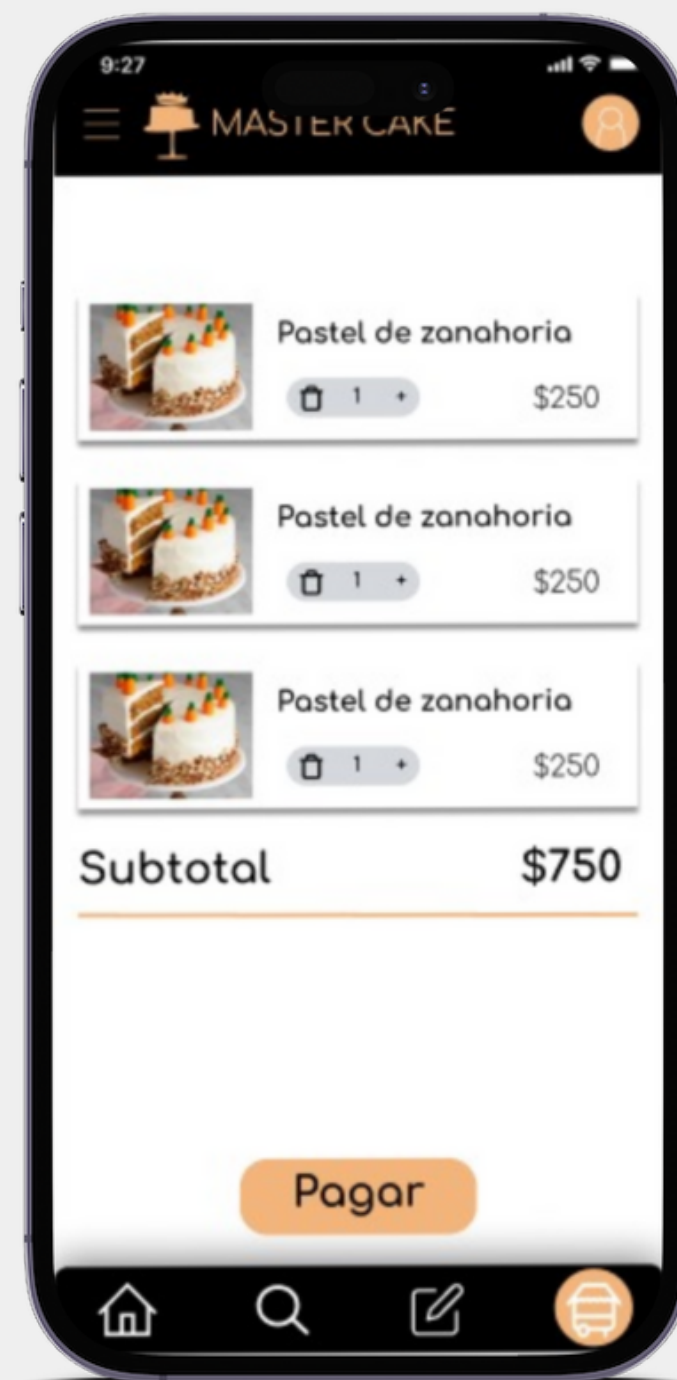 9:27
MASTER CAKE
Pastel de zanahoria
1 + $250
Pastel de zanahoria
1 + $250
Pastel de zanahoria
1 + $250
Subtotal $750
Pagar